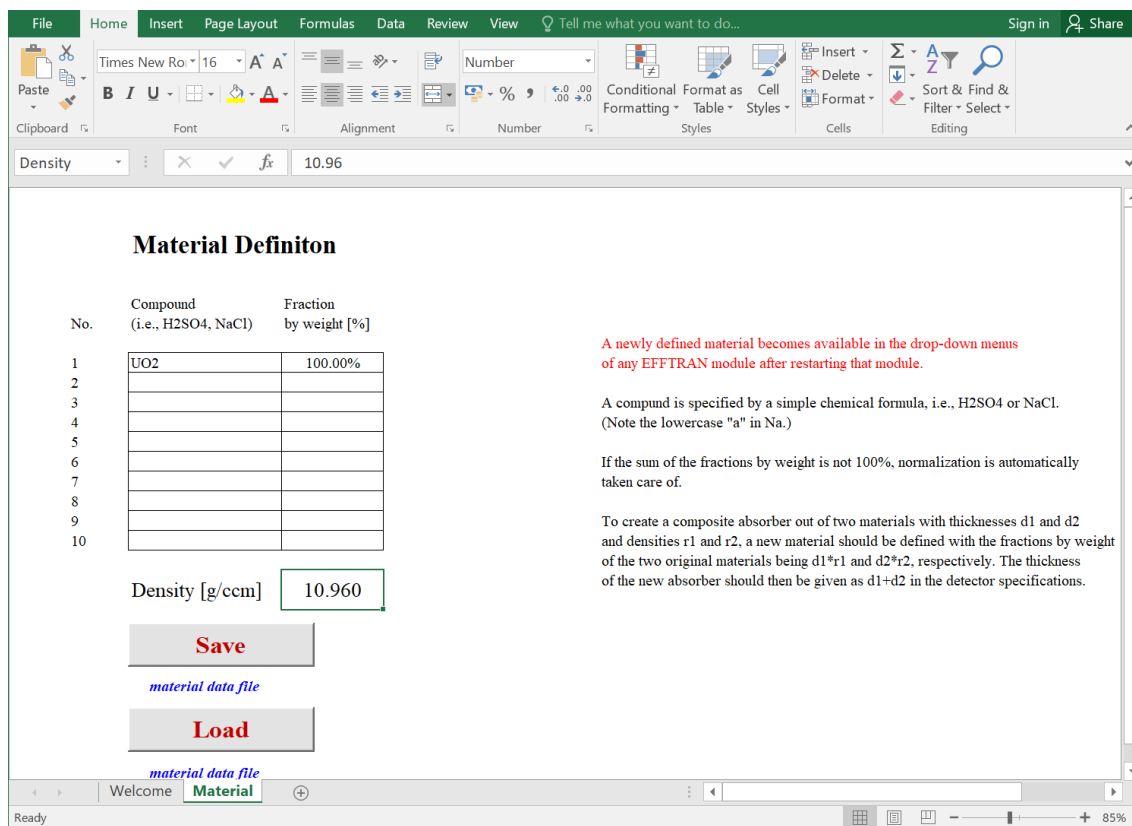 File Home Insert Page Layout Formulas Data Review View Tell me what you want to do... Sign in Share
Paste
Clipboard
Times New Ro 16 A A
B I U A
Font
Alignment
Number
% , .0 .00 .00 .0
Number
Conditional Formatting
Format as Table
Cell Styles
Styles
Insert
Delete
Format
Cells
Σ A Z
Sort & Filter
Find & Select
Editing
Density fx 10.96
Material Definiton
No.
Compound
(i.e., H2SO4, NaCl)
Fraction
by weight [%]
1 UO2 100.00%
2
3
4
5
6
7
8
9
10
Density [g/ccm] 10.960
Save
material data file
Load
material data file
A newly defined material becomes available in the drop-down menus
of any EFFTRAN module after restarting that module.
A compund is specified by a simple chemical formula, i.e., H2SO4 or NaCl.
(Note the lowercase "a" in Na.)
If the sum of the fractions by weight is not 100%, normalization is automatically
taken care of.
To create a composite absorber out of two materials with thicknesses d1 and d2
and densities r1 and r2, a new material should be defined with the fractions by weight
of the two original materials being d1*r1 and d2*r2, respectively. The thickness
of the new absorber should then be given as d1+d2 in the detector specifications.
Welcome Material
Ready 85%